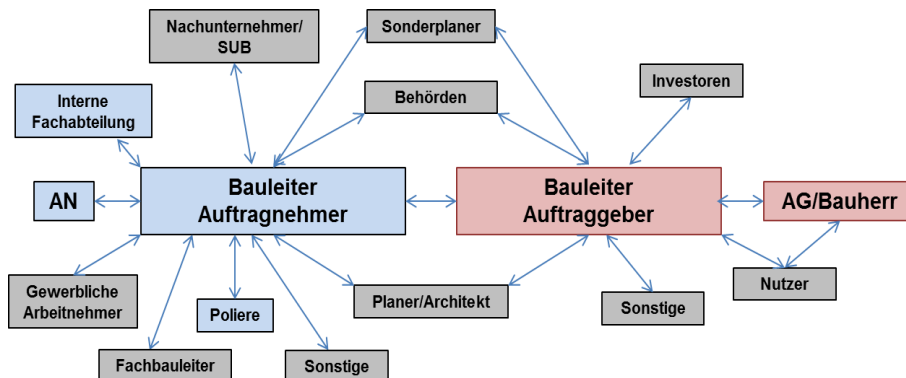 Nachunternehmer/
SUB
Sonderplaner
Behörden
Investoren
Interne
Fachabteilung
AN
Bauleiter
Auftragnehmer
Bauleiter
Auftraggeber
AG/Bauherr
Gewerbliche
Arbeitnehmer
Poliere
Planer/Architekt
Sonstige
Nutzer
Fachbauleiter
Sonstige